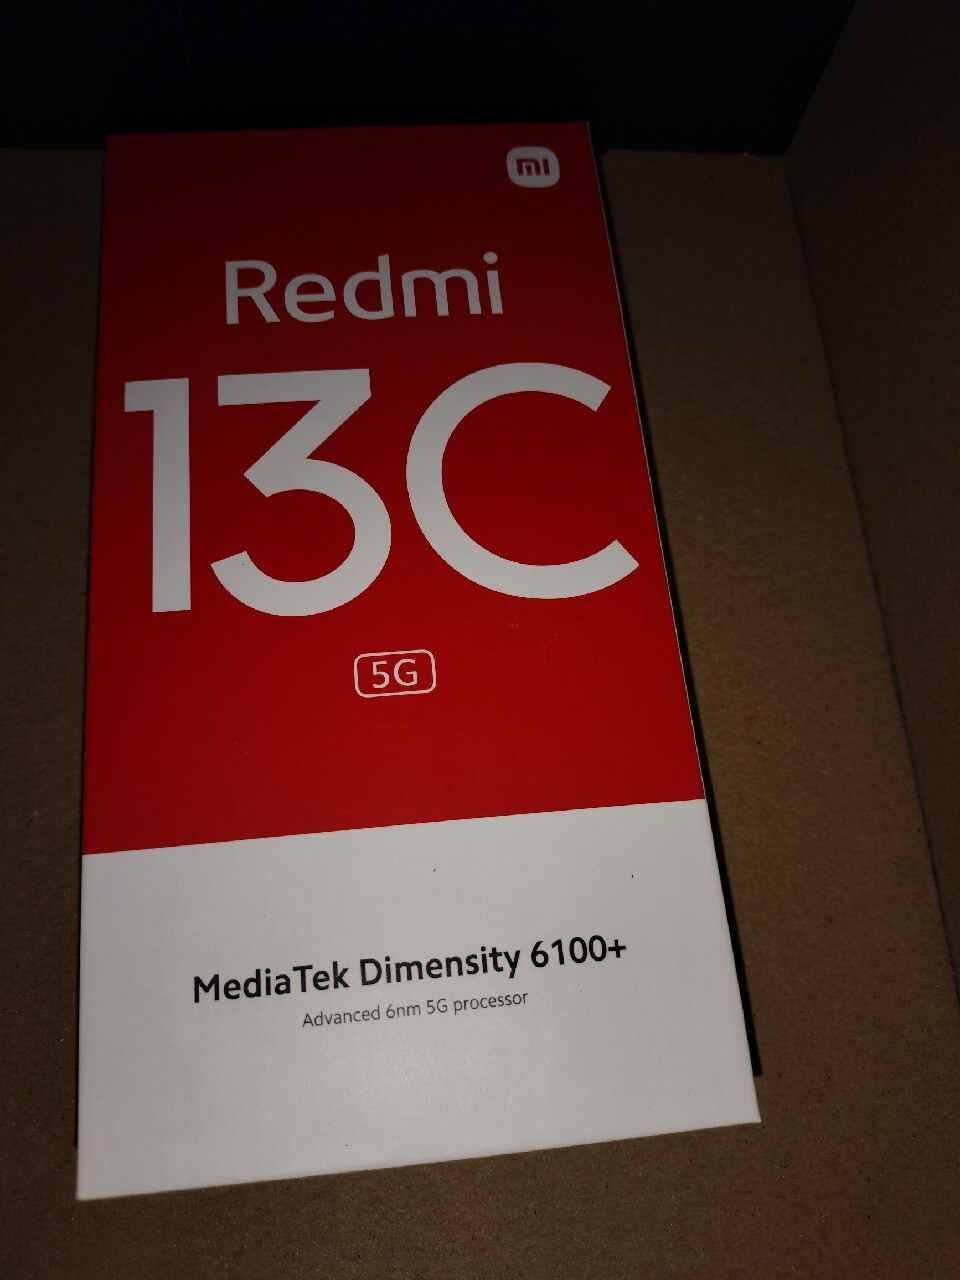 mi
Redmi
13C
5G
MediaTek Dimensity 6100+
Advanced 6nm 5G processor